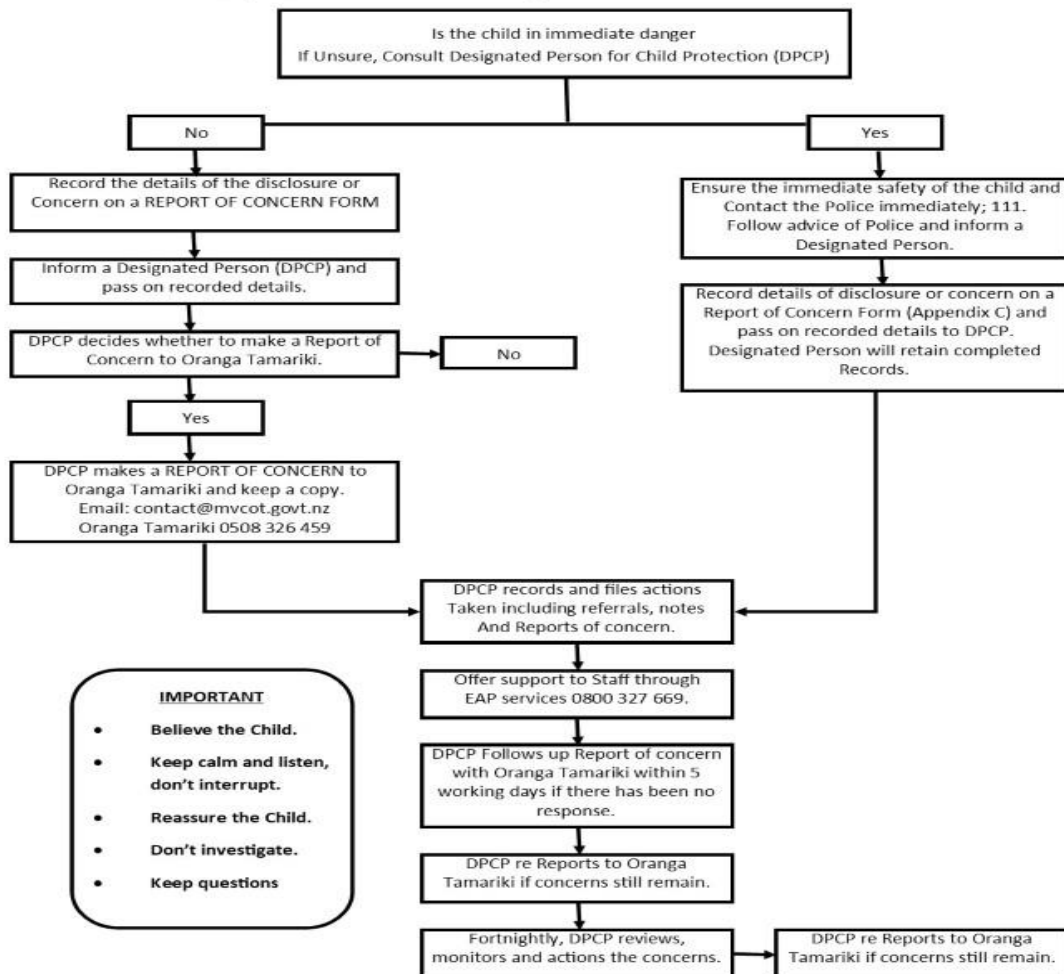 Is the child in immediate danger
If Unsure, Consult Designated Person for Child Protection (DPCP)
No
Yes
Record the details of the disclosure or
Concern on a REPORT OF CONCERN FORM
Inform a Designated Person (DPCP) and
pass on recorded details.
DPCP decides whether to make a Report of
Concern to Oranga Tamariki.
No
Yes
DPCP makes a REPORT OF CONCERN to
Oranga Tamariki and keep a copy.
Email: contact@mvcot.govt.nz
Oranga Tamariki 0508 326 459
Ensure the immediate safety of the child and
Contact the Police immediately; 111.
Follow advice of Police and inform a
Designated Person.
Record details of disclosure or concern on a
Report of Concern Form (Appendix C) and
pass on recorded details to DPCP.
Designated Person will retain completed
Records.
DPCP records and files actions
Taken including referrals, notes
And Reports of concern.
Offer support to Staff through
EAP services 0800 327 669.
DPCP Follows up Report of concern
with Oranga Tamariki within 5
working days if there has been no
response.
DPCP re Reports to Oranga
Tamariki if concerns still remain.
Fortnightly, DPCP reviews,
monitors and actions the concerns.
DPCP re Reports to Oranga
Tamariki if concerns still remain.
IMPORTANT
• Believe the Child.
• Keep calm and listen,
don't interrupt.
• Reassure the Child.
• Don't investigate.
• Keep questions